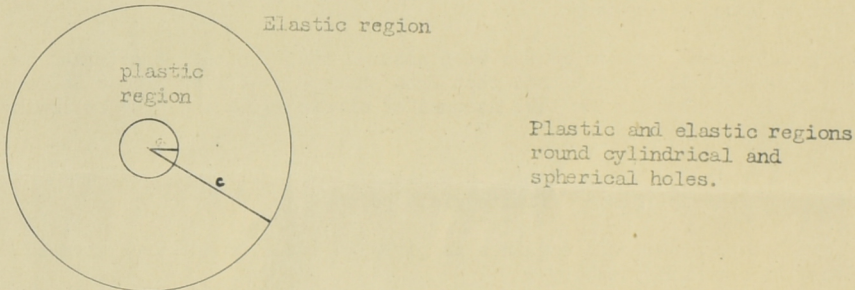 Elastic region
plastic
region
c
Plastic and elastic regions
round cylindrical and
spherical holes.